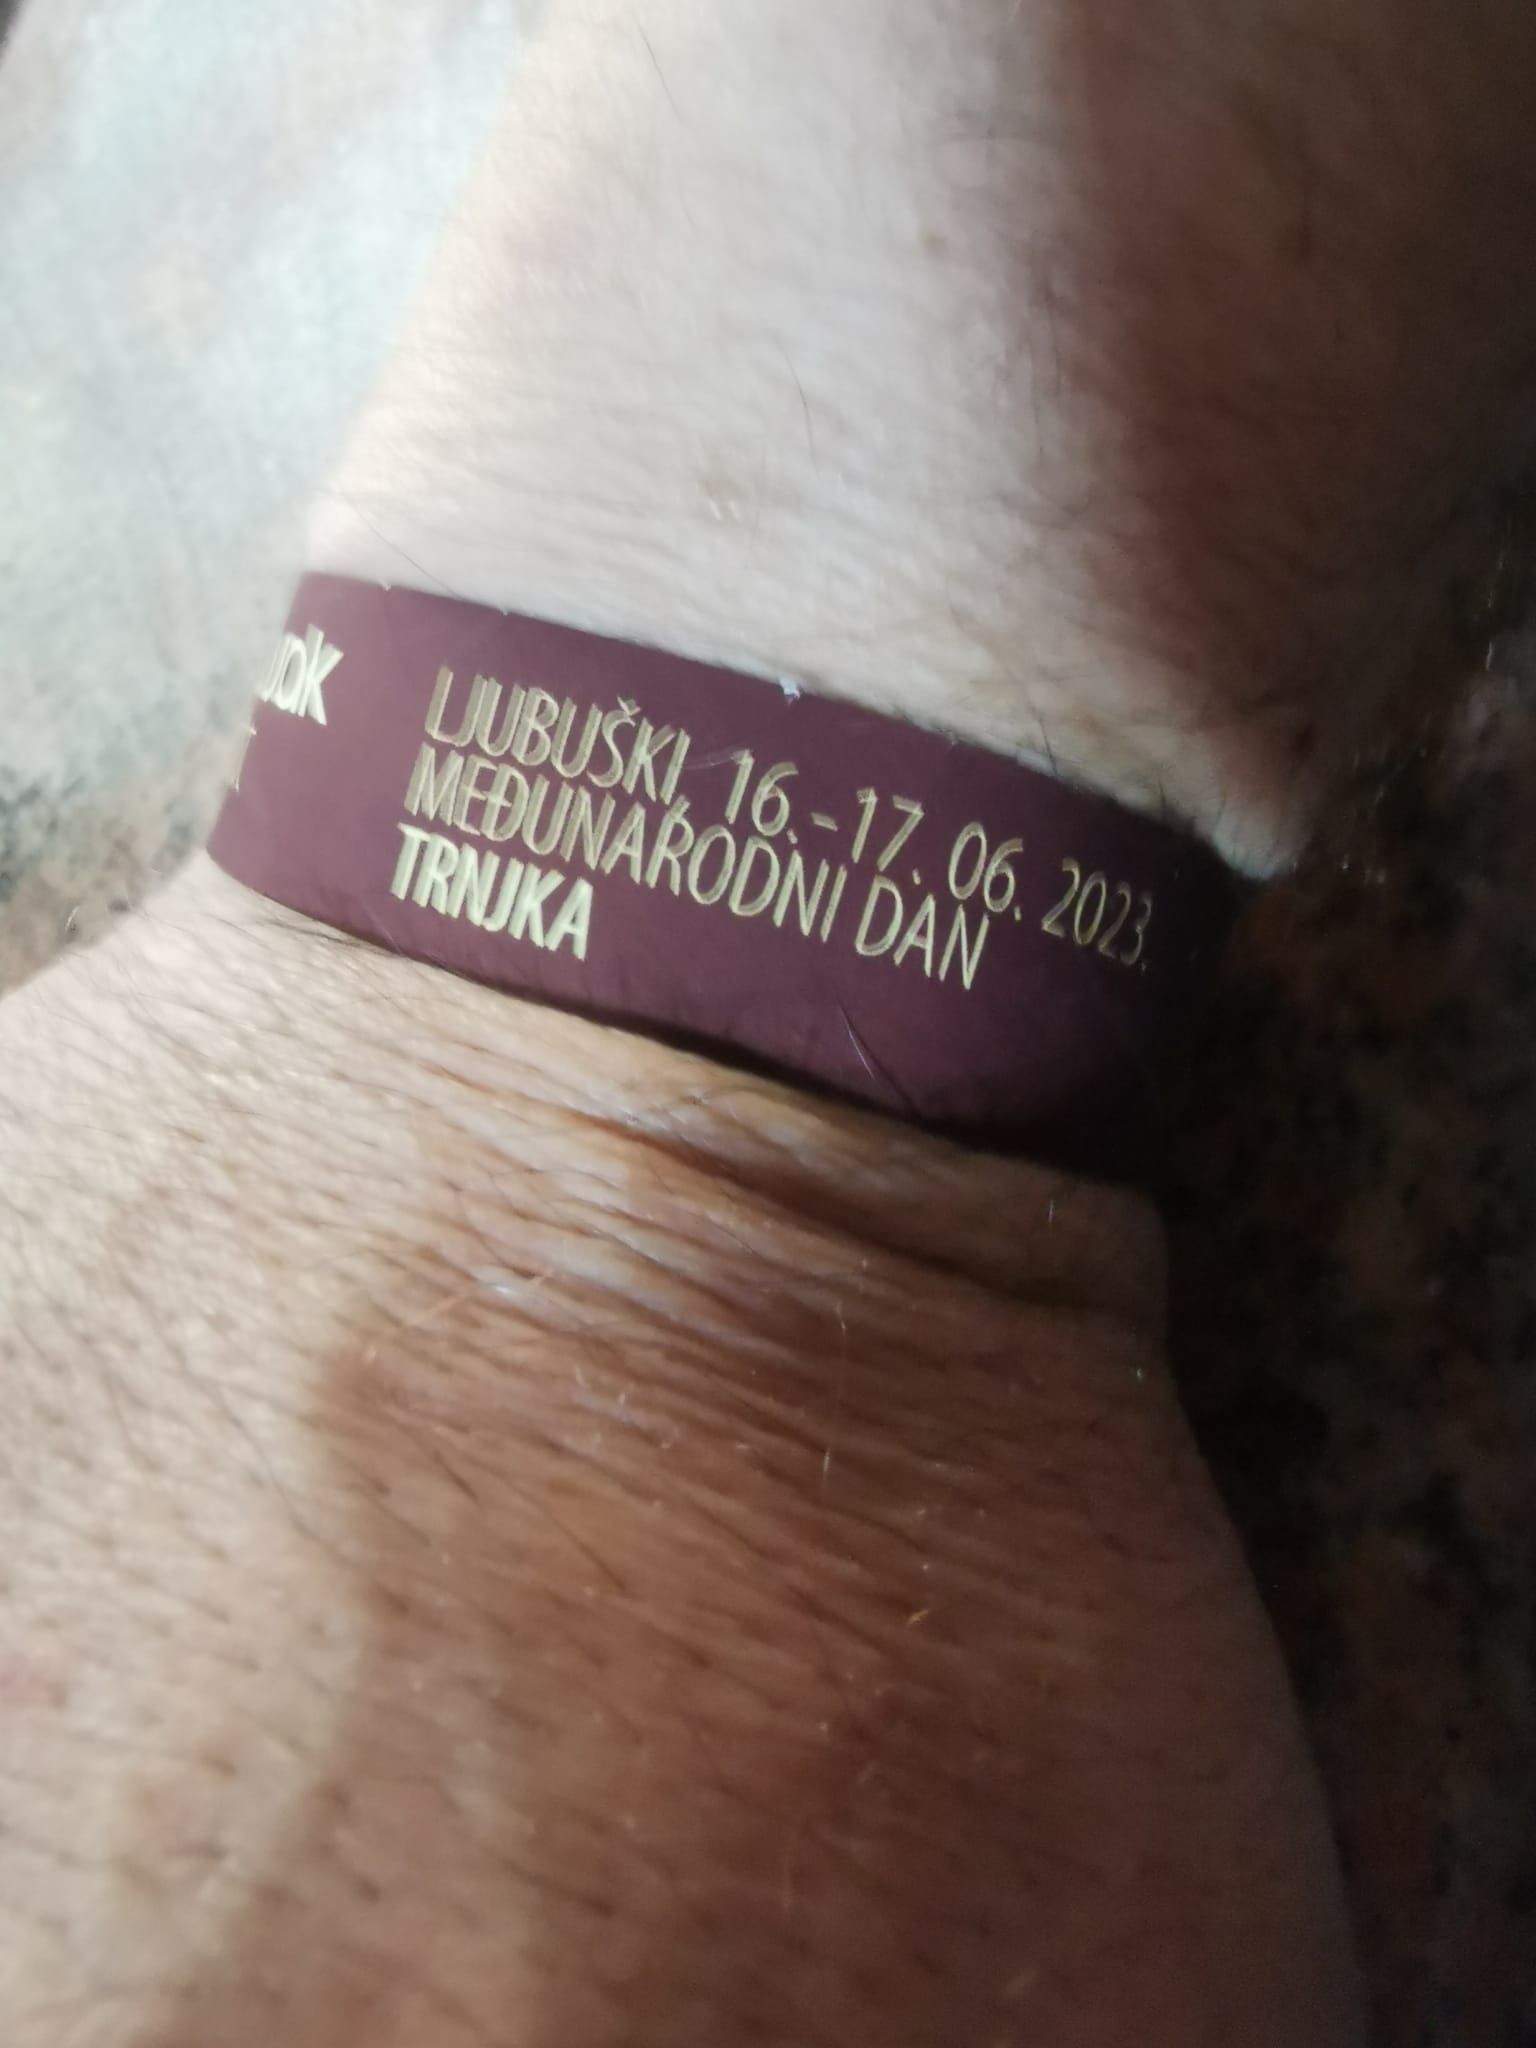 LJUBUŠKI, 16.-17. 06. 2023.
MEĐUNARODNI DAN
TRNJKA